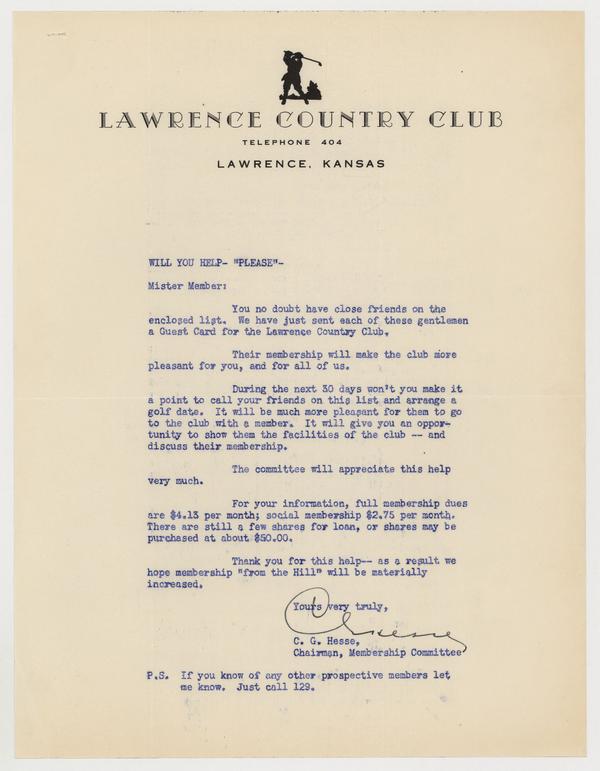 LAWRENCE COUNTRY CLUB
TELEPHONE 404
LAWRENCE, KANSAS
WILL YOU HELP- "PLEASE"-
Mister Member:
You no doubt have close friends on the
enclosed list. We have just sent each of these gentlemen
a Guest Card for the Lawrence Country Club.
Their membership will make the club more
pleasant for you, and for all of us.
During the next 30 days won't you make it
a point to call your friends on this list and arrange a
golf date. It will be much more pleasant for them to go
to the club with a member. It will give you an oppor-
tunity to show them the facilities of the club -- and
discuss their membership.
The committee will appreciate this help
very much.
For your information, full membership dues
are $4.13 per month; social membership $2.75 per month.
There are still a few shares for loan, or shares may be
purchased at about $50.00.
Thank you for this help-- as a result we
hope membership "from the Hill" will be materially
increased.
Yours very truly,
C Hesse
C. G. Hesse,
Chairman, Membership Committee
P.S. If you know of any other prospective members let
me know. Just call 129.